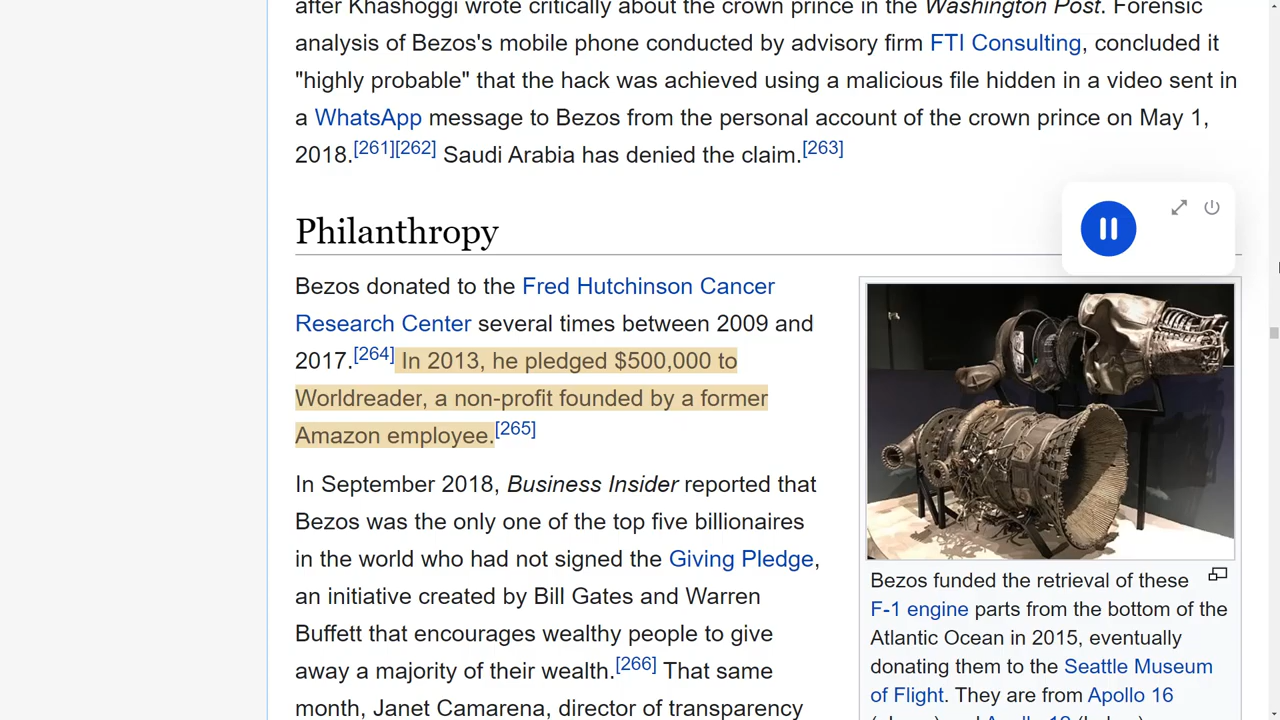 after Khashoggi wrote critically about the crown prince in the Washington Post. Forensic
analysis of Bezos's mobile phone conducted by advisory firm FTI Consulting, concluded it
"highly probable" that the hack was achieved using a malicious file hidden in a video sent in
a WhatsApp message to Bezos from the personal account of the crown prince on May 1,
2018.[261][262] Saudi Arabia has denied the claim.[263]
Philanthropy
Bezos donated to the Fred Hutchinson Cancer
Research Center several times between 2009 and
2017.[264] In 2013, he pledged $500,000 to
Worldreader, a non-profit founded by a former
Amazon employee.[265]
In September 2018, Business Insider reported that
Bezos was the only one of the top five billionaires
in the world who had not signed the Giving Pledge,
an initiative created by Bill Gates and Warren
Buffett that encourages wealthy people to give
away a majority of their wealth.[266] That same
month, Janet Camarena, director of transparency
Bezos funded the retrieval of these
F-1 engine parts from the bottom of the
Atlantic Ocean in 2015, eventually
donating them to the Seattle Museum
of Flight. They are from Apollo 16